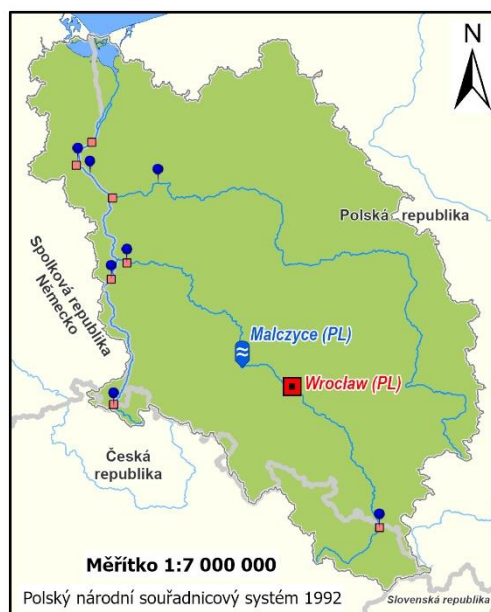 N
Polská republika
Spolková republika
Německo
Malczyce (PL)
Wrocław (PL)
Česká
republika
Měřítko 1:7 000 000
Polský národní souřadnicový systém 1992
Slovenská republika